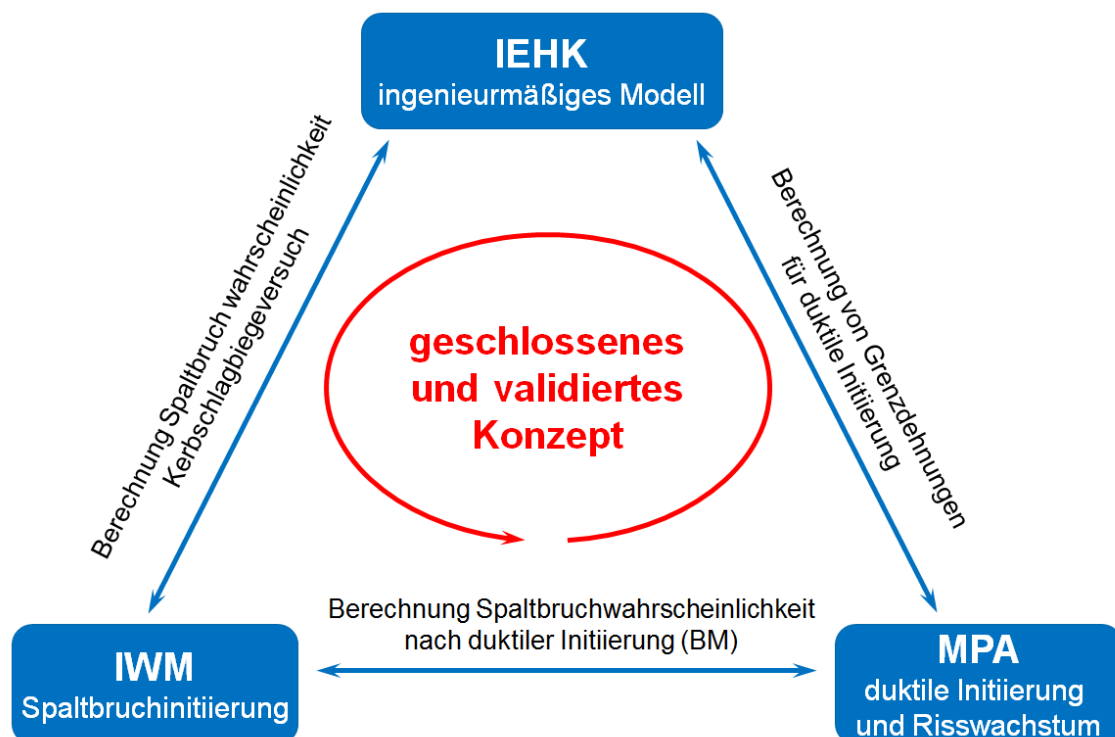 IEHK
ingenieurmäßiges Modell
Berechnung Spaltbruch wahrscheinlichkeit
Kerbschlagbiegeversuch
Berechnung von Grenzdehnungen
für duktile Initiierung
geschlossenes
und validiertes
Konzept
Berechnung Spaltbruchwahrscheinlichkeit
nach duktiler Initiierung (BM)
IWM
Spaltbruchinitiierung
MPA
duktile Initiierung
und Risswachstum